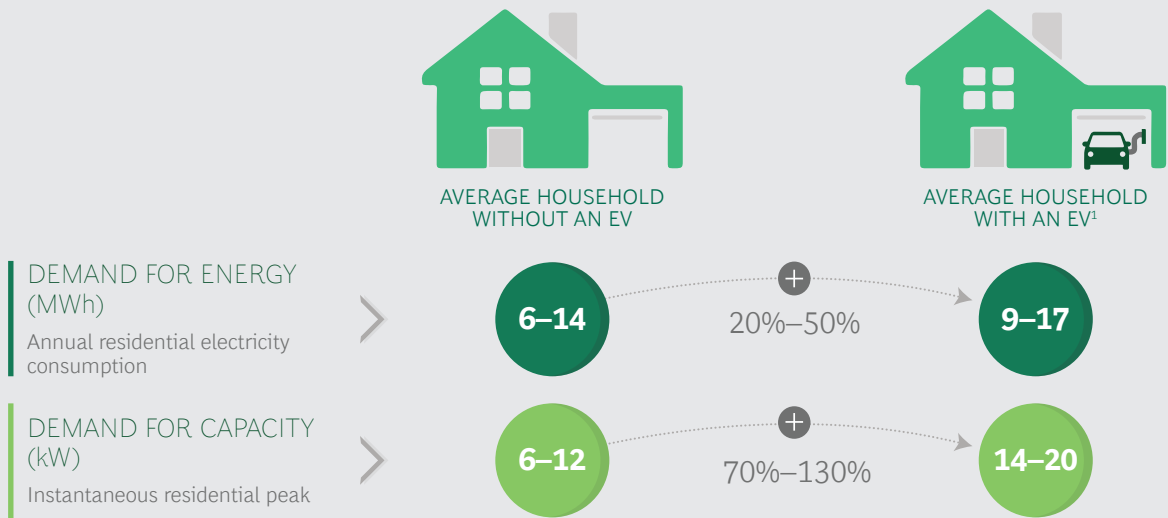 AVERAGE HOUSEHOLD
WITHOUT AN EV
AVERAGE HOUSEHOLD
WITH AN EV¹
DEMAND FOR ENERGY
(MWh)
Annual residential electricity
consumption
6–14
+
20%–50%
9–17
DEMAND FOR CAPACITY
(kW)
Instantaneous residential peak
6–12
+
70%–130%
14–20